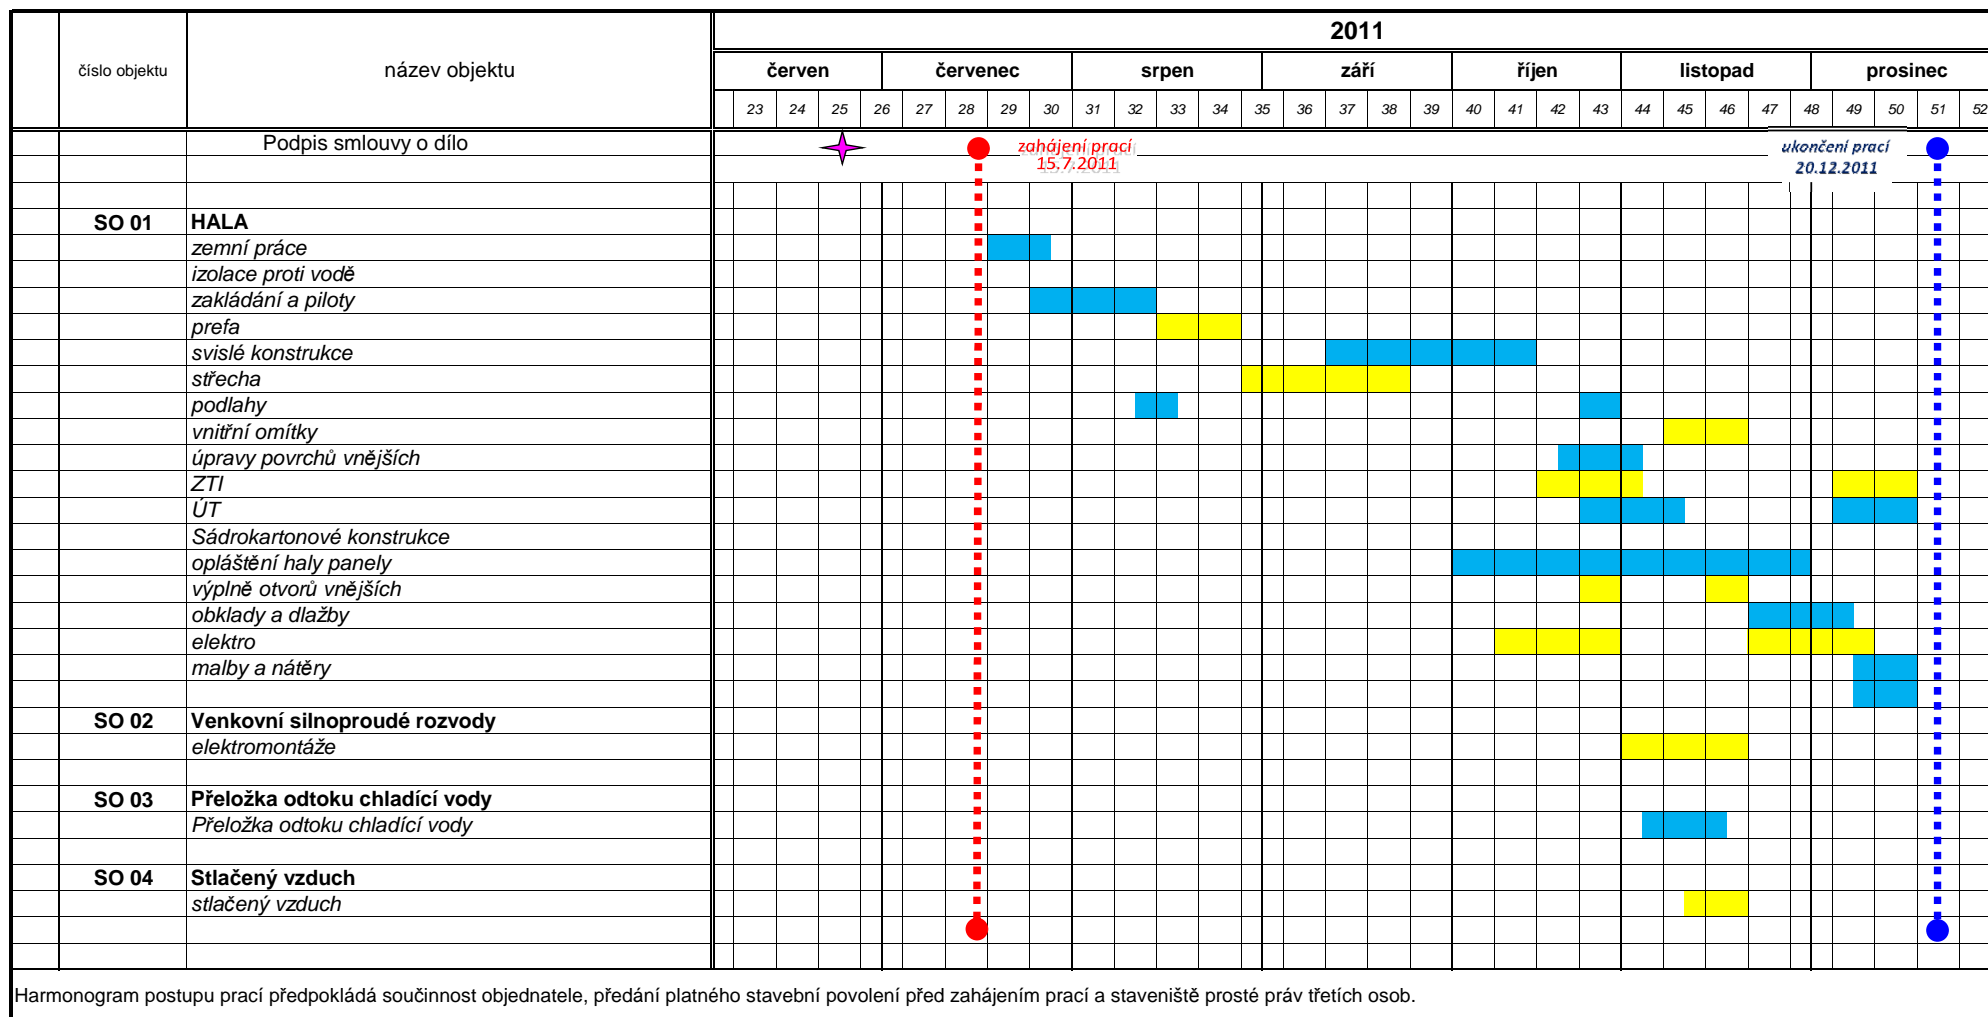 2011
číslo objektu název objektu červen červenec srpen září říjen listopad prosinec
23 24 25 26 27 28 29 30 31 32 33 34 35 36 37 38 39 40 41 42 43 44 45 46 47 48 49 50 51 52
Podpis smlouvy o dílo zahájení prací ukončení prací
15.7.2011 20.12.2011
SO 01 HALA
zemní práce
izolace proti vodě
zakládání a piloty
prefa
svislé konstrukce
střecha
podlahy
vnitřní omítky
úpravy povrchů vnějších
ZTI
ÚT
Sádrokartonové konstrukce
opláštění haly panely
výplně otvorů vnějších
obklady a dlažby
elektro
malby a nátěry
SO 02 Venkovní silnoproudé rozvody
elektromontáže
SO 03 Přeložka odtoku chladící vody
Přeložka odtoku chladící vody
SO 04 Stlačený vzduch
stlačený vzduch
Harmonogram postupu prací předpokládá součinnost objednatele, předání platného stavební povolení před zahájením prací a staveniště prosté práv třetích osob.